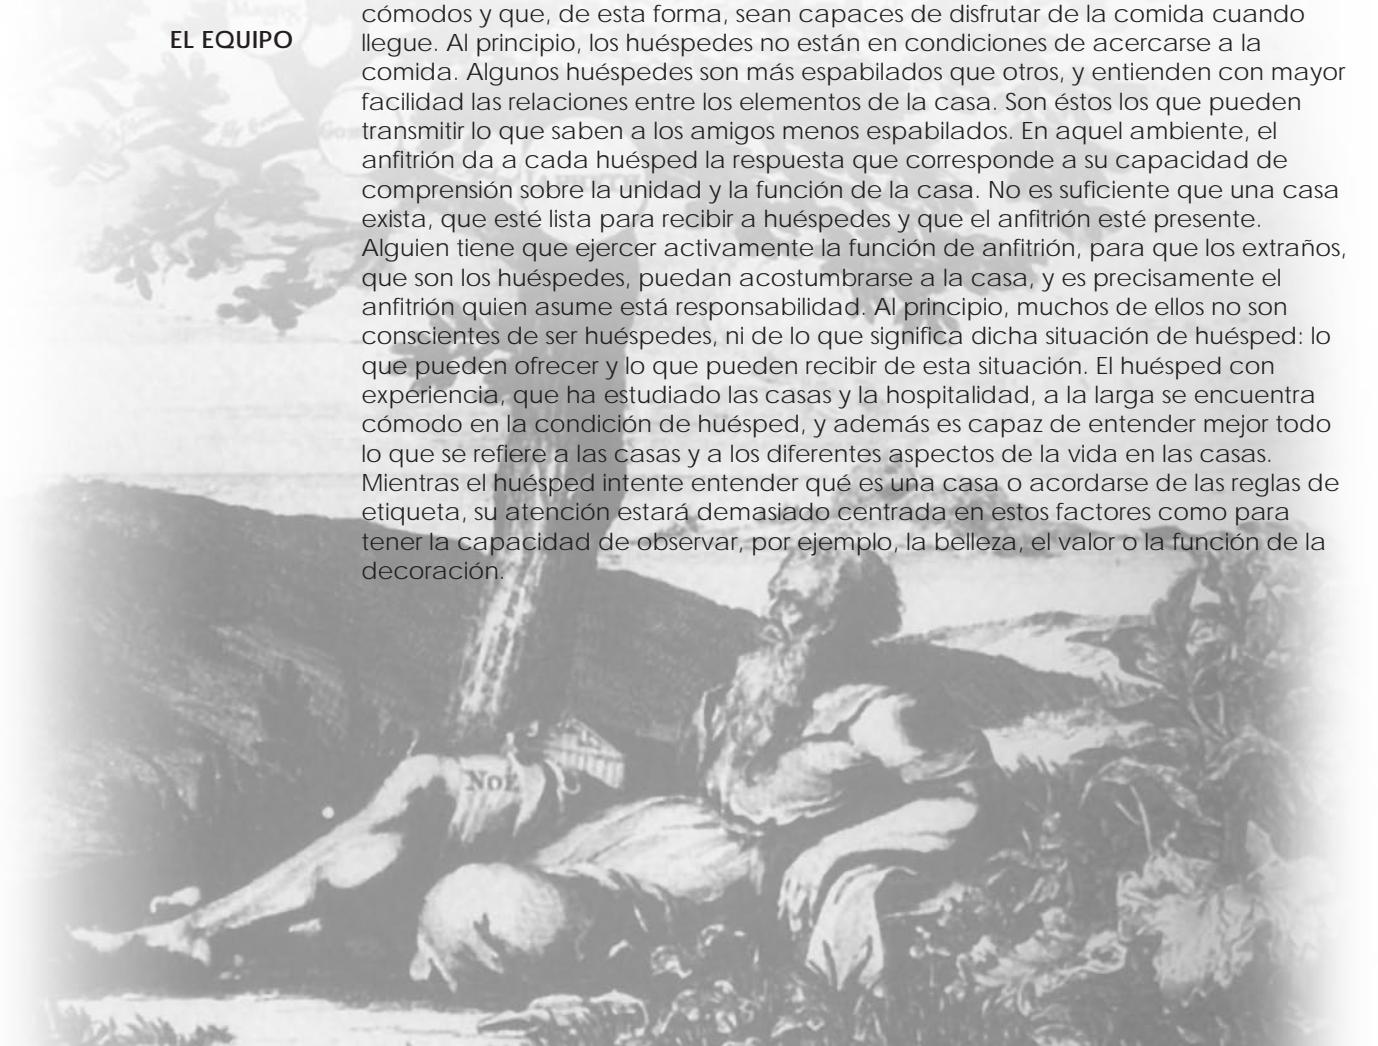 cómodos y que, de esta forma, sean capaces de disfrutar de la comida cuando
EL EQUIPO
llegue. Al principio, los huéspedes no están en condiciones de acercarse a la
comida. Algunos huéspedes son más espabilados que otros, y entienden con mayor
facilidad las relaciones entre los elementos de la casa. Son éstos los que pueden
transmitir lo que saben a los amigos menos espabilados. En aquel ambiente, el
anfitrión da a cada huésped la respuesta que corresponde a su capacidad de
comprensión sobre la unidad y la función de la casa. No es suficiente que una casa
exista, que esté lista para recibir a huéspedes y que el anfitrión esté presente.
Alguien tiene que ejercer activamente la función de anfitrión, para que los extraños,
que son los huéspedes, puedan acostumbrarse a la casa, y es precisamente el
anfitrión quien asume está responsabilidad. Al principio, muchos de ellos no son
conscientes de ser huéspedes, ni de lo que significa dicha situación de huésped: lo
que pueden ofrecer y lo que pueden recibir de esta situación. El huésped con
experiencia, que ha estudiado las casas y la hospitalidad, a la larga se encuentra
cómodo en la condición de huésped, y además es capaz de entender mejor todo
lo que se refiere a las casas y a los diferentes aspectos de la vida en las casas.
Mientras el huésped intente entender qué es una casa o acordarse de las reglas de
etiqueta, su atención estará demasiado centrada en estos factores como para
tener la capacidad de observar, por ejemplo, la belleza, el valor o la función de la
decoración.
NOE